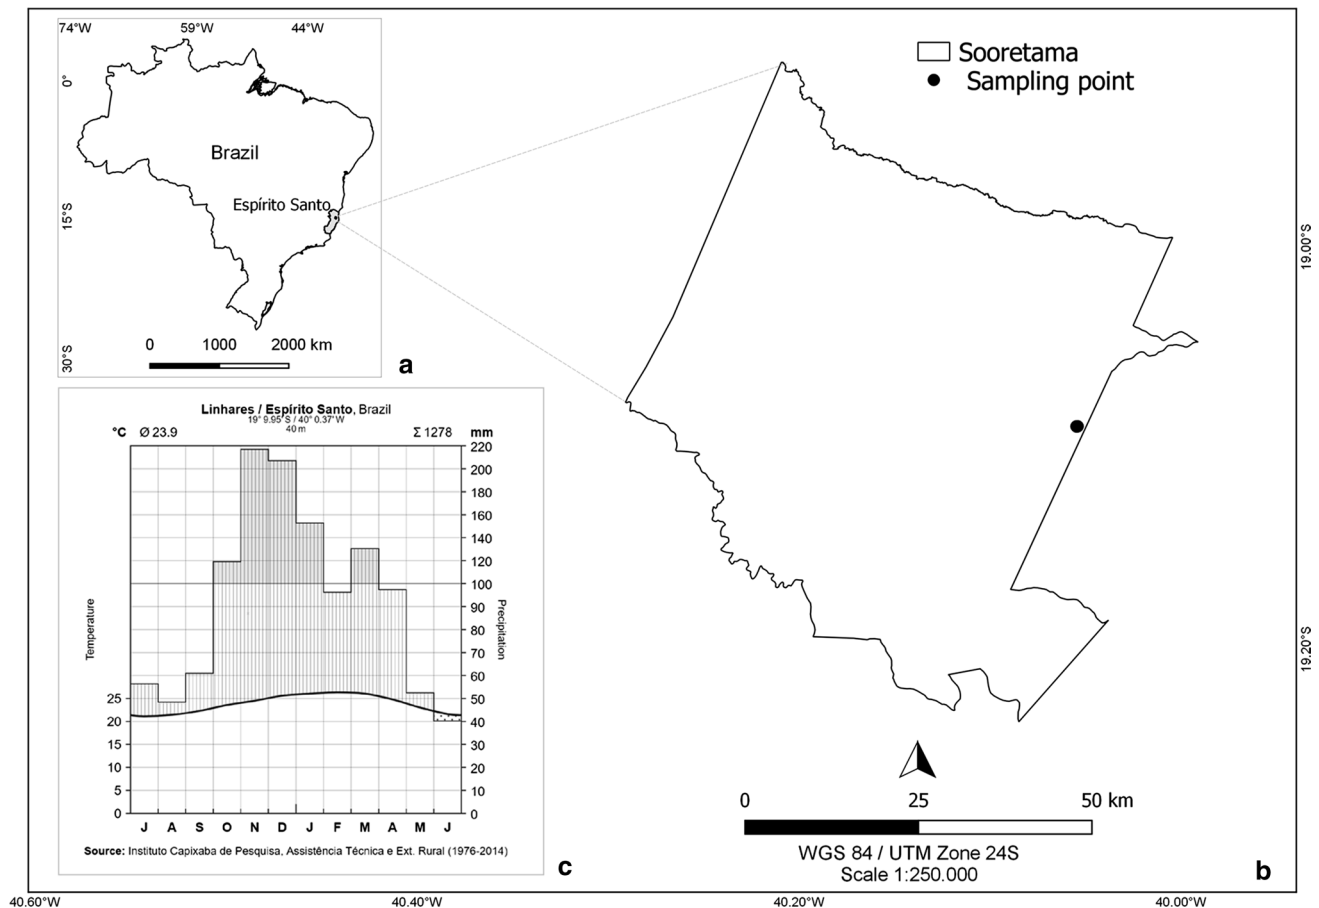 74°W 59°W 44°W
0°
15°S
30°S
Brazil
Espírito Santo
0 1000 2000 km
a
Sooretama
Sampling point
19.00°S
19.20°S
Linhares / Espírito Santo, Brazil
19° 9.95'S / 40° 0.37' W
40 m
°C Ø 23.9 Σ 1278 mm
220
200
180
160
140
120
100
90
80
70
60
25 50
20 40
15 30
10 20
5 10
0 0
Temperature
Precipitation
J A S O N D J F M A M J
Source: Instituto Capixaba de Pesquisa, Assistência Técnica e Ext. Rural (1976-2014)
c
0 25 50 km
WGS 84 / UTM Zone 24S
Scale 1:250.000
b
40.60°W 40.40°W 40.20°W 40.00°W